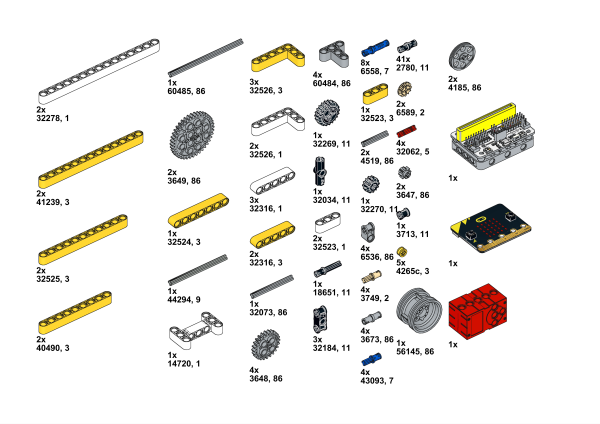 2x
32278, 1
2x
41239, 3
2x
32525, 3
2x
40490, 3
1x
60485, 86
2x
3649, 86
1x
32524, 3
1x
44294, 9
1x
14720, 1
3x
32526, 3
2x
32526, 1
3x
32316, 1
2x
32316, 3
1x
32073, 86
4x
3648, 86
4x
60484, 86
1x
32269, 11
1x
32034, 11
2x
32523, 1
1x
18651, 11
3x
32184, 11
8x
6558, 7
1x
32523, 3
2x
4519, 86
1x
32270, 11
4x
6536, 86
4x
3749, 2
4x
3673, 86
4x
43093, 7
41x
2780, 11
2x
6589, 2
4x
32062, 5
2x
3647, 86
1x
3713, 11
5x
4265c, 3
1x
56145, 86
2x
4185, 86
1x
1x
1x